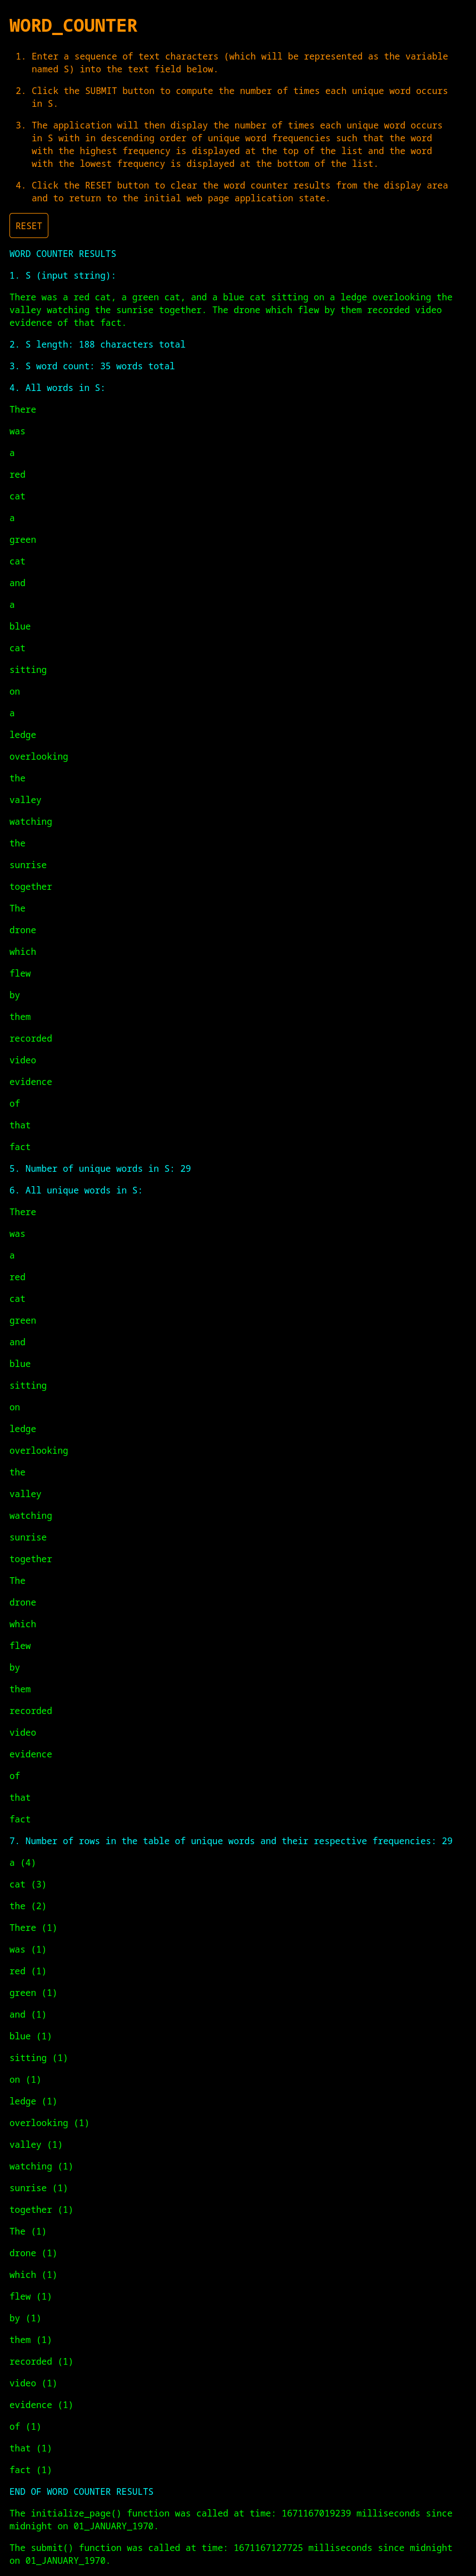 WORD_COUNTER
1. Enter a sequence of text characters (which will be represented as the variable
named S) into the text field below.
2. Click the SUBMIT button to compute the number of times each unique word occurs
in S.
3. The application will then display the number of times each unique word occurs
in S with in descending order of unique word frequencies such that the word
with the highest frequency is displayed at the top of the list and the word
with the lowest frequency is displayed at the bottom of the list.
4. Click the RESET button to clear the word counter results from the display area
and to return to the initial web page application state.
RESET
WORD COUNTER RESULTS
1. S (input string):
There was a red cat, a green cat, and a blue cat sitting on a ledge overlooking the
valley watching the sunrise together. The drone which flew by them recorded video
evidence of that fact.
2. S length: 188 characters total
3. S word count: 35 words total
4. All words in S:
There
was
a
red
cat
a
green
cat
and
a
blue
cat
sitting
on
a
ledge
overlooking
the
valley
watching
the
sunrise
together
The
drone
which
flew
by
them
recorded
video
evidence
of
that
fact
5. Number of unique words in S: 29
6. All unique words in S:
There
was
a
red
cat
green
and
blue
sitting
on
ledge
overlooking
the
valley
watching
sunrise
together
The
drone
which
flew
by
them
recorded
video
evidence
of
that
fact
7. Number of rows in the table of unique words and their respective frequencies: 29
a (4)
cat (3)
the (2)
There (1)
was (1)
red (1)
green (1)
and (1)
blue (1)
sitting (1)
on (1)
ledge (1)
overlooking (1)
valley (1)
watching (1)
sunrise (1)
together (1)
The (1)
drone (1)
which (1)
flew (1)
by (1)
them (1)
recorded (1)
video (1)
evidence (1)
of (1)
that (1)
fact (1)
END OF WORD COUNTER RESULTS
The initialize_page() function was called at time: 1671167019239 milliseconds since
midnight on 01_JANUARY_1970.
The submit() function was called at time: 1671167127725 milliseconds since midnight
on 01_JANUARY_1970.